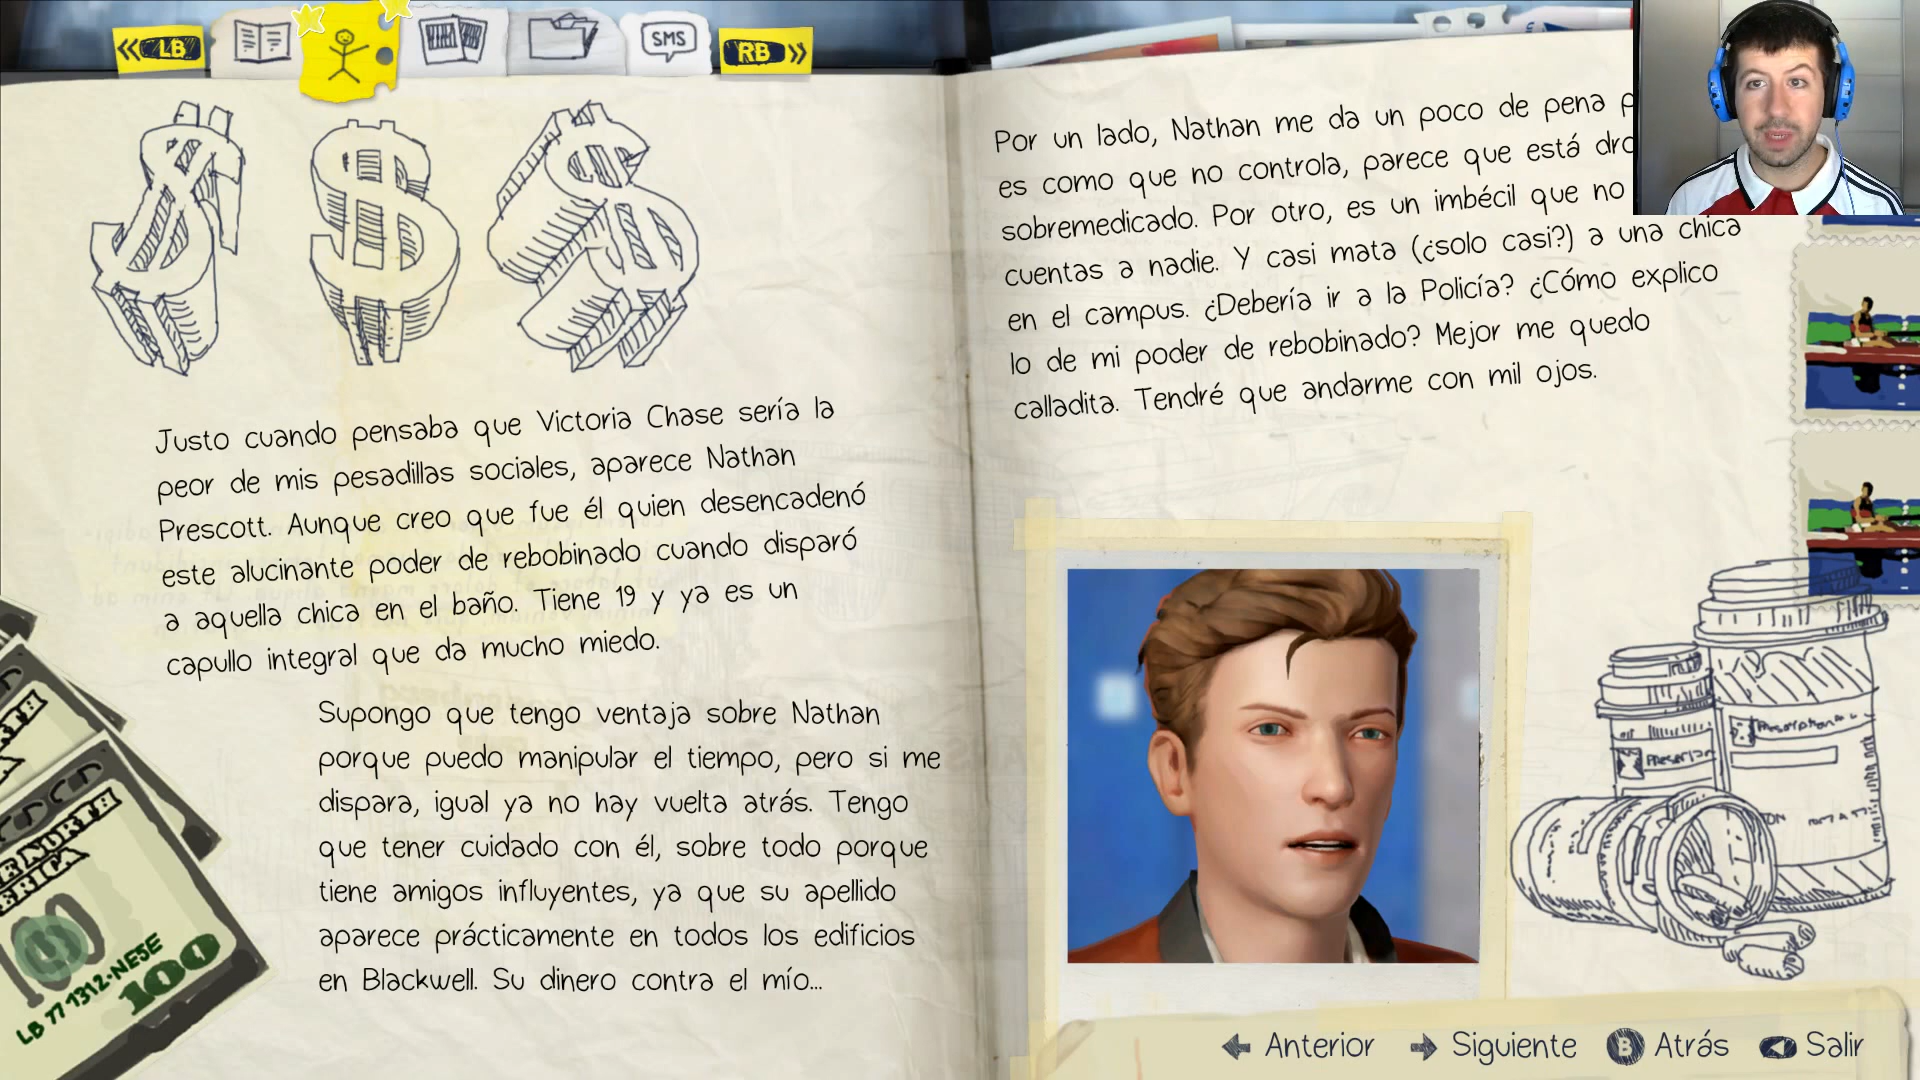 LB
SMS
RB
Justo cuando pensaba que Victoria Chase sería la
peor de mis pesadillas sociales, aparece Nathan
Prescott. Aunque creo que fue él quien desencadenó
este alucinante poder de rebobinado cuando disparó
a aquella chica en el baño. Tiene 19 y ya es un
capullo integral que da mucho miedo.
Supongo que tengo ventaja sobre Nathan
porque puedo manipular el tiempo, pero si me
dispara, igual ya no hay vuelta atrás. Tengo
que tener cuidado con él, sobre todo porque
tiene amigos influyentes, ya que su apellido
aparece prácticamente en todos los edificios
en Blackwell. Su dinero contra el mío...
LB 77 1312-NESE
100
Por un lado, Nathan me da un poco de pena p
es como que no controla, parece que está dro
sobremedicado. Por otro, es un imbécil que no
cuentas a nadie. Y casi mata (¿solo casi?) a una chica
en el campus. ¿Debería ir a la Policía? ¿Cómo explico
lo de mi poder de rebobinado? Mejor me quedo
calladita. Tendré que andarme con mil ojos.
Anterior
Siguiente
B Atrás
Salir